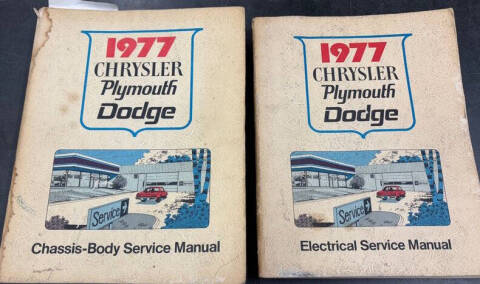 1977
CHRYSLER
Plymouth
Dodge
Service
Chassis-Body Service Manual
1977
CHRYSLER
Plymouth
Dodge
Service
Electrical Service Manual